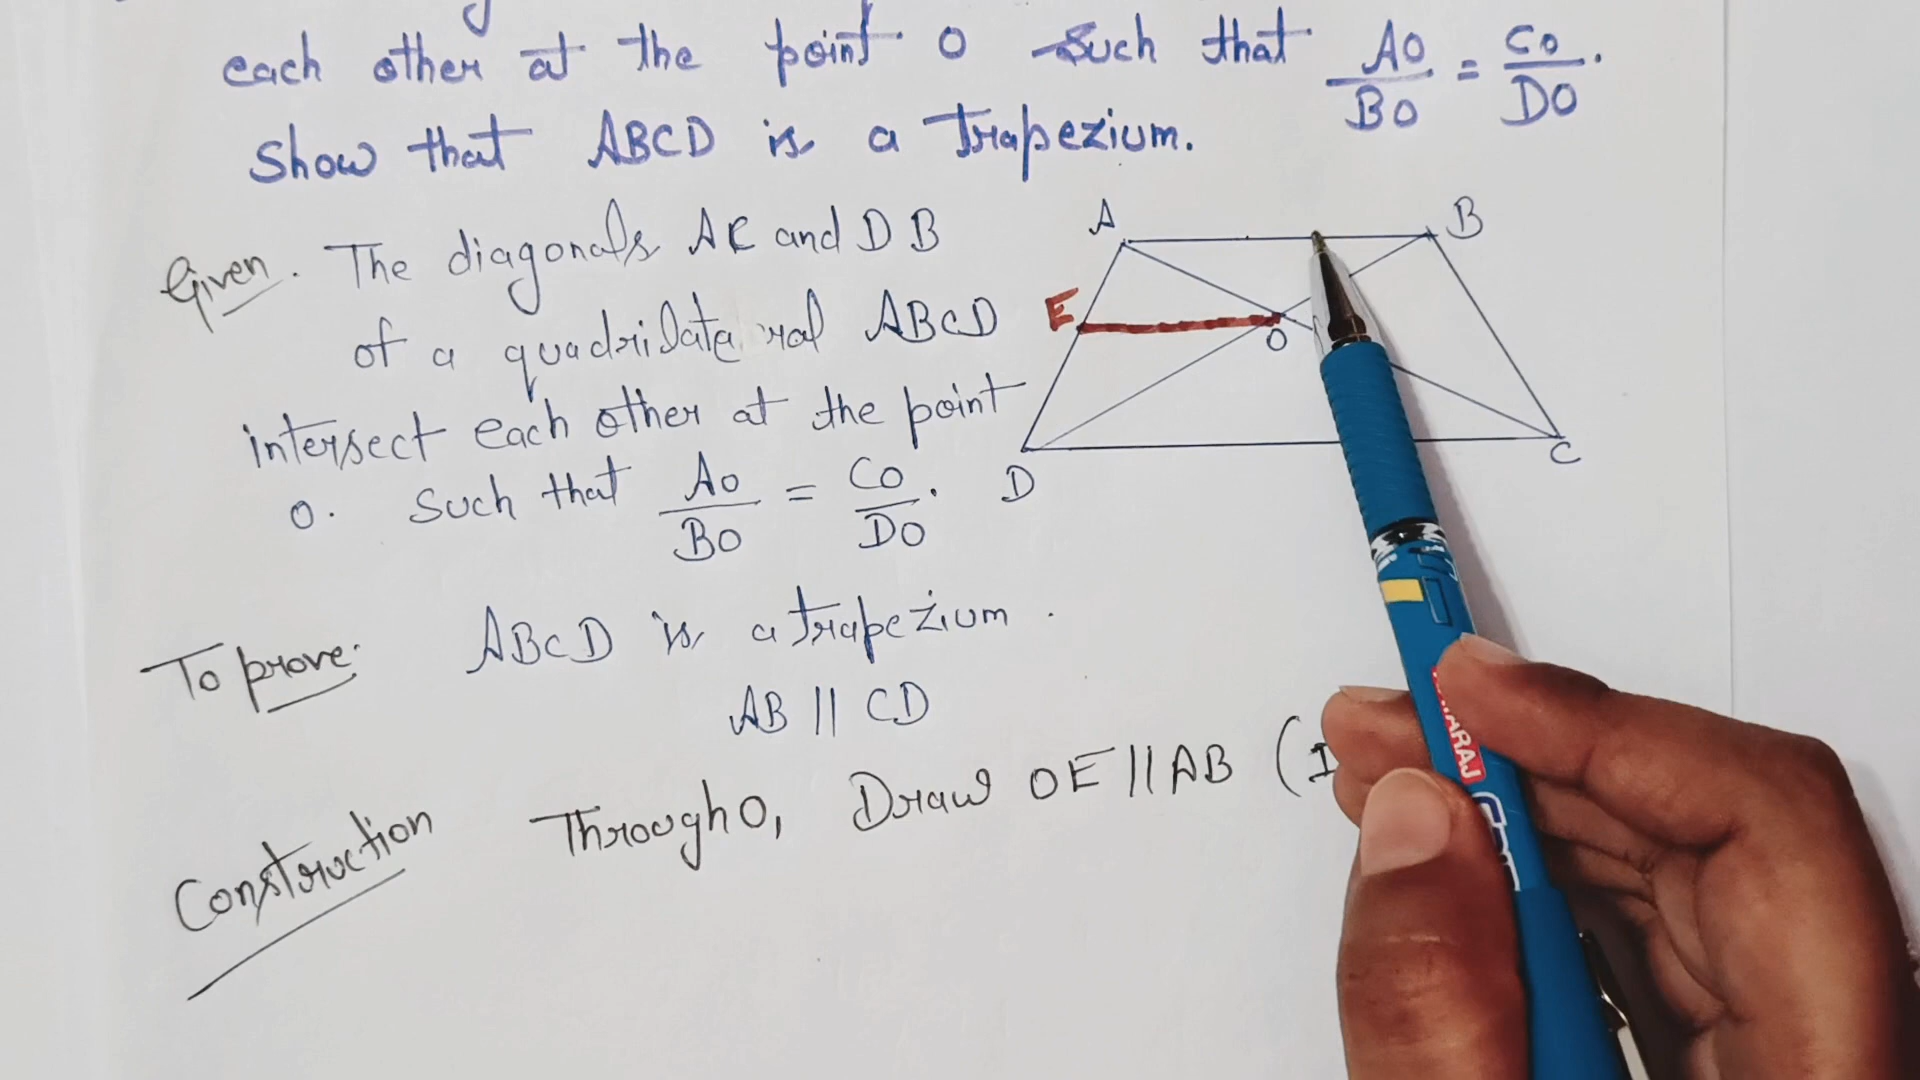 each other at the point O such that AO/BO = CO/DO.
Show that ABCD is a Trapezium.
Given. The diagonals AC and DB
of a quadrilateral ABCD
intersect each other at the point
O. Such that AO/BO = CO/DO.
A B
E O
D C
To prove: ABCD is a trapezium.
AB || CD
Construction Through O, Draw OE || AB (I